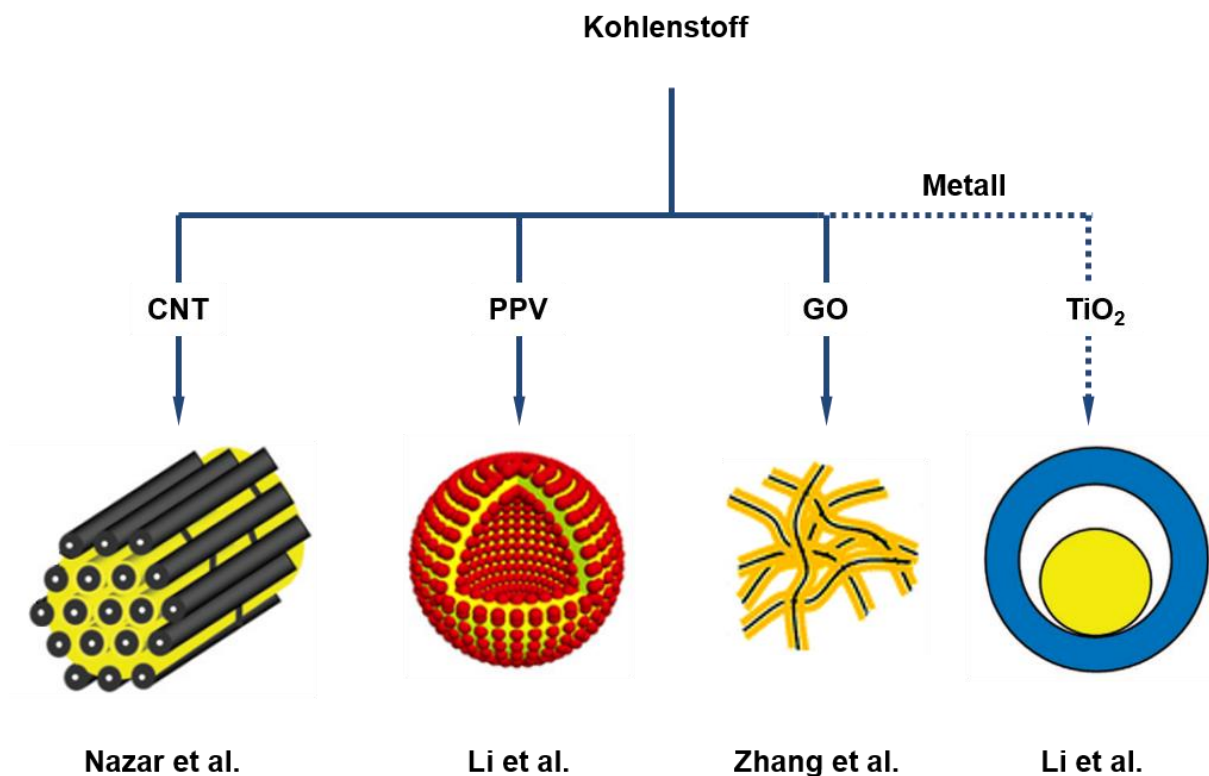 Kohlenstoff
Metall
CNT
PPV
GO
TiO₂
Nazar et al.
Li et al.
Zhang et al.
Li et al.